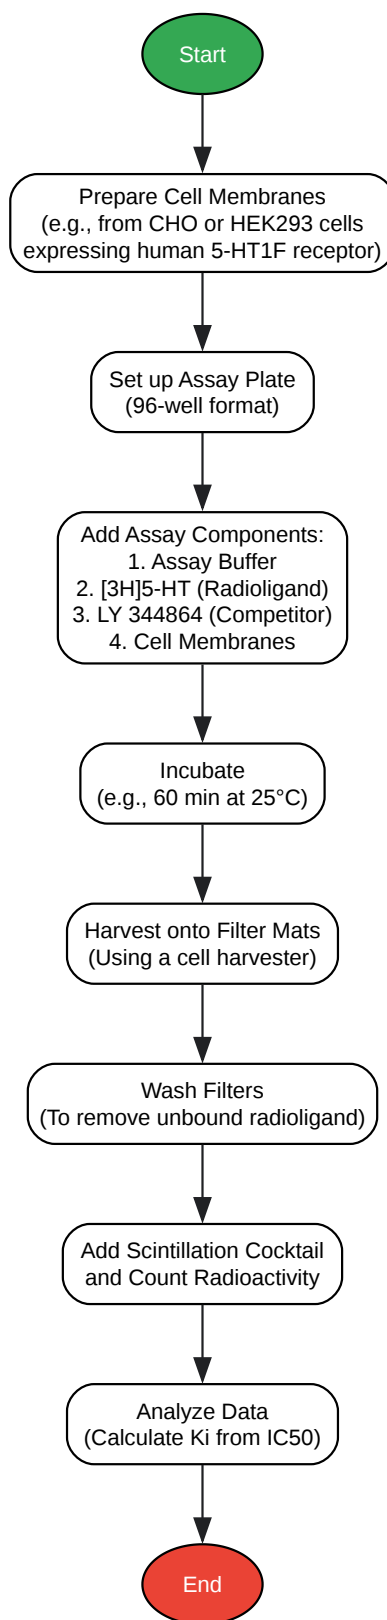 Start
Prepare Cell Membranes
(e.g., from CHO or HEK293 cells
expressing human 5-HT1F receptor)
Set up Assay Plate
(96-well format)
Add Assay Components:
1. Assay Buffer
2. [3H]5-HT (Radioligand)
3. LY 344864 (Competitor)
4. Cell Membranes
Incubate
(e.g., 60 min at 25°C)
Harvest onto Filter Mats
(Using a cell harvester)
Wash Filters
(To remove unbound radioligand)
Add Scintillation Cocktail
and Count Radioactivity
Analyze Data
(Calculate Ki from IC50)
End